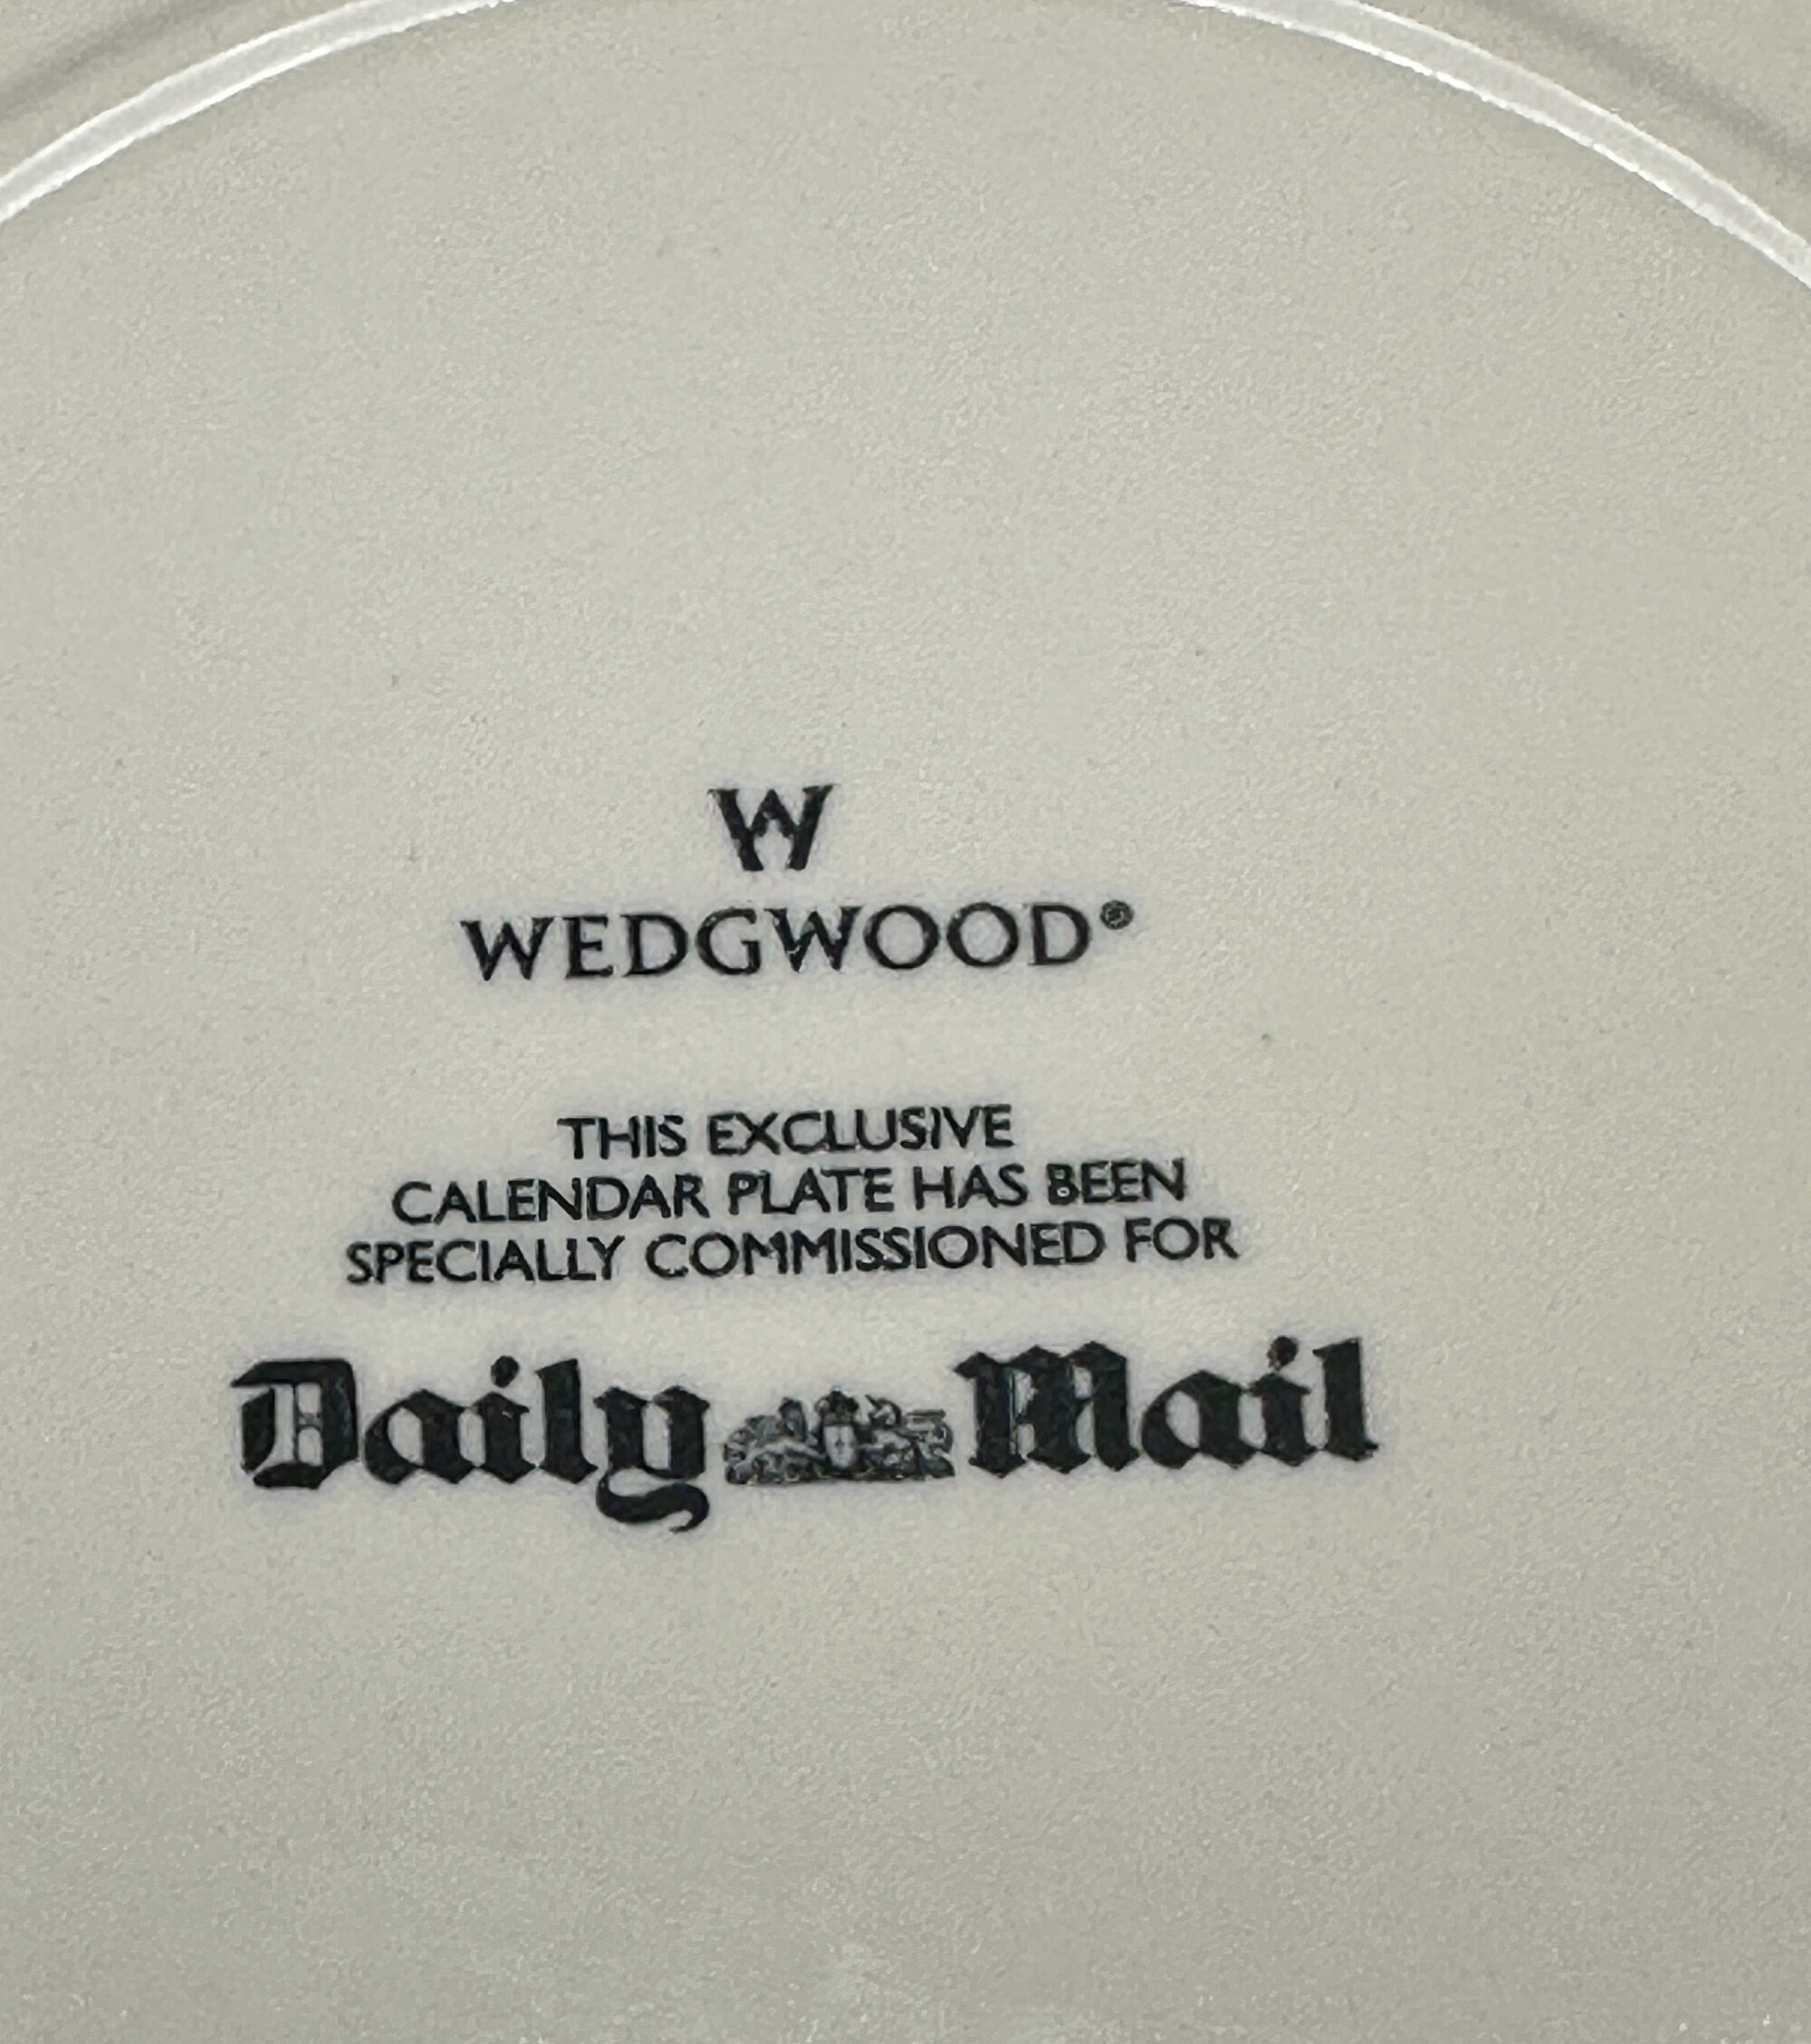 W
WEDGWOOD®
THIS EXCLUSIVE
CALENDAR PLATE HAS BEEN
SPECIALLY COMMISSIONED FOR
Daily Mail